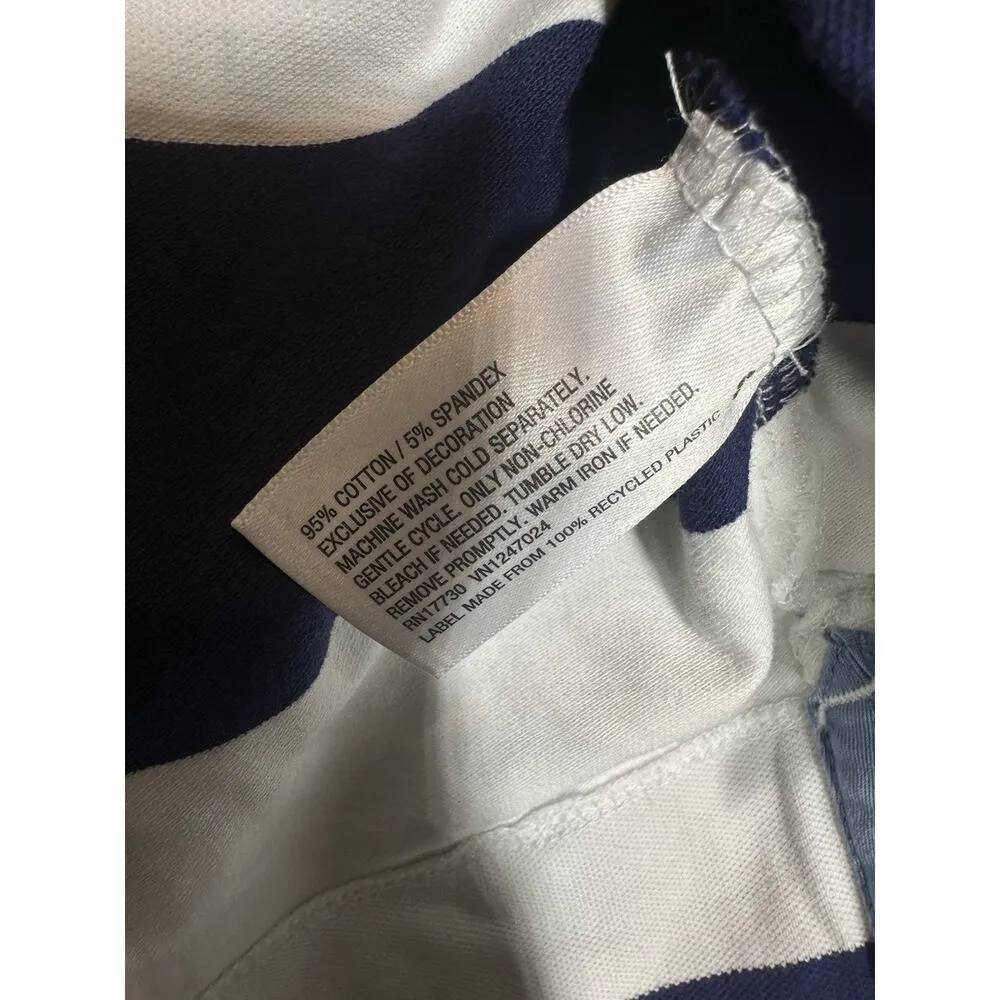 95% COTTON / 5% SPANDEX
EXCLUSIVE OF DECORATION
MACHINE WASH COLD SEPARATELY.
GENTLE CYCLE. ONLY NON-CHLORINE
BLEACH IF NEEDED. TUMBLE DRY LOW.
REMOVE PROMPTLY. WARM IRON IF NEEDED.
RN17730 VN1247024
LABEL MADE FROM 100% RECYCLED PLASTIC